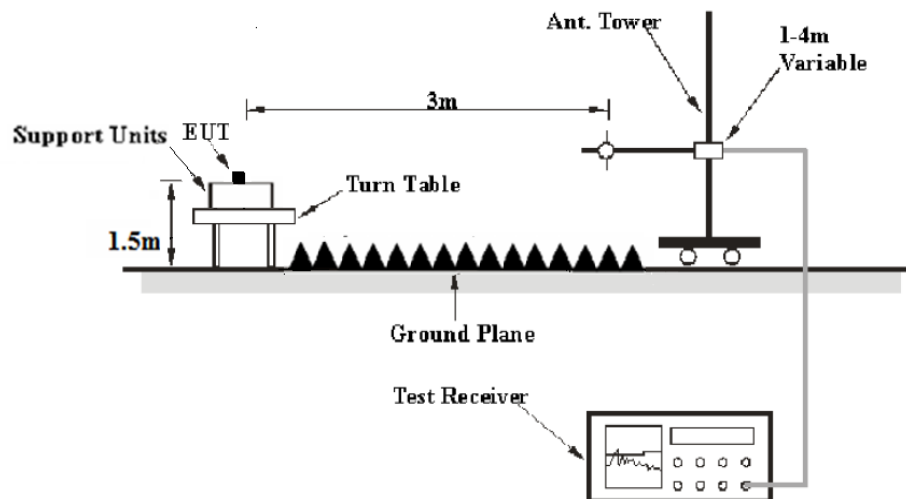 Ant. Tower
1-4m
Variable
3m
Support Units
EUT
Turn Table
1.5m
Ground Plane
Test Receiver